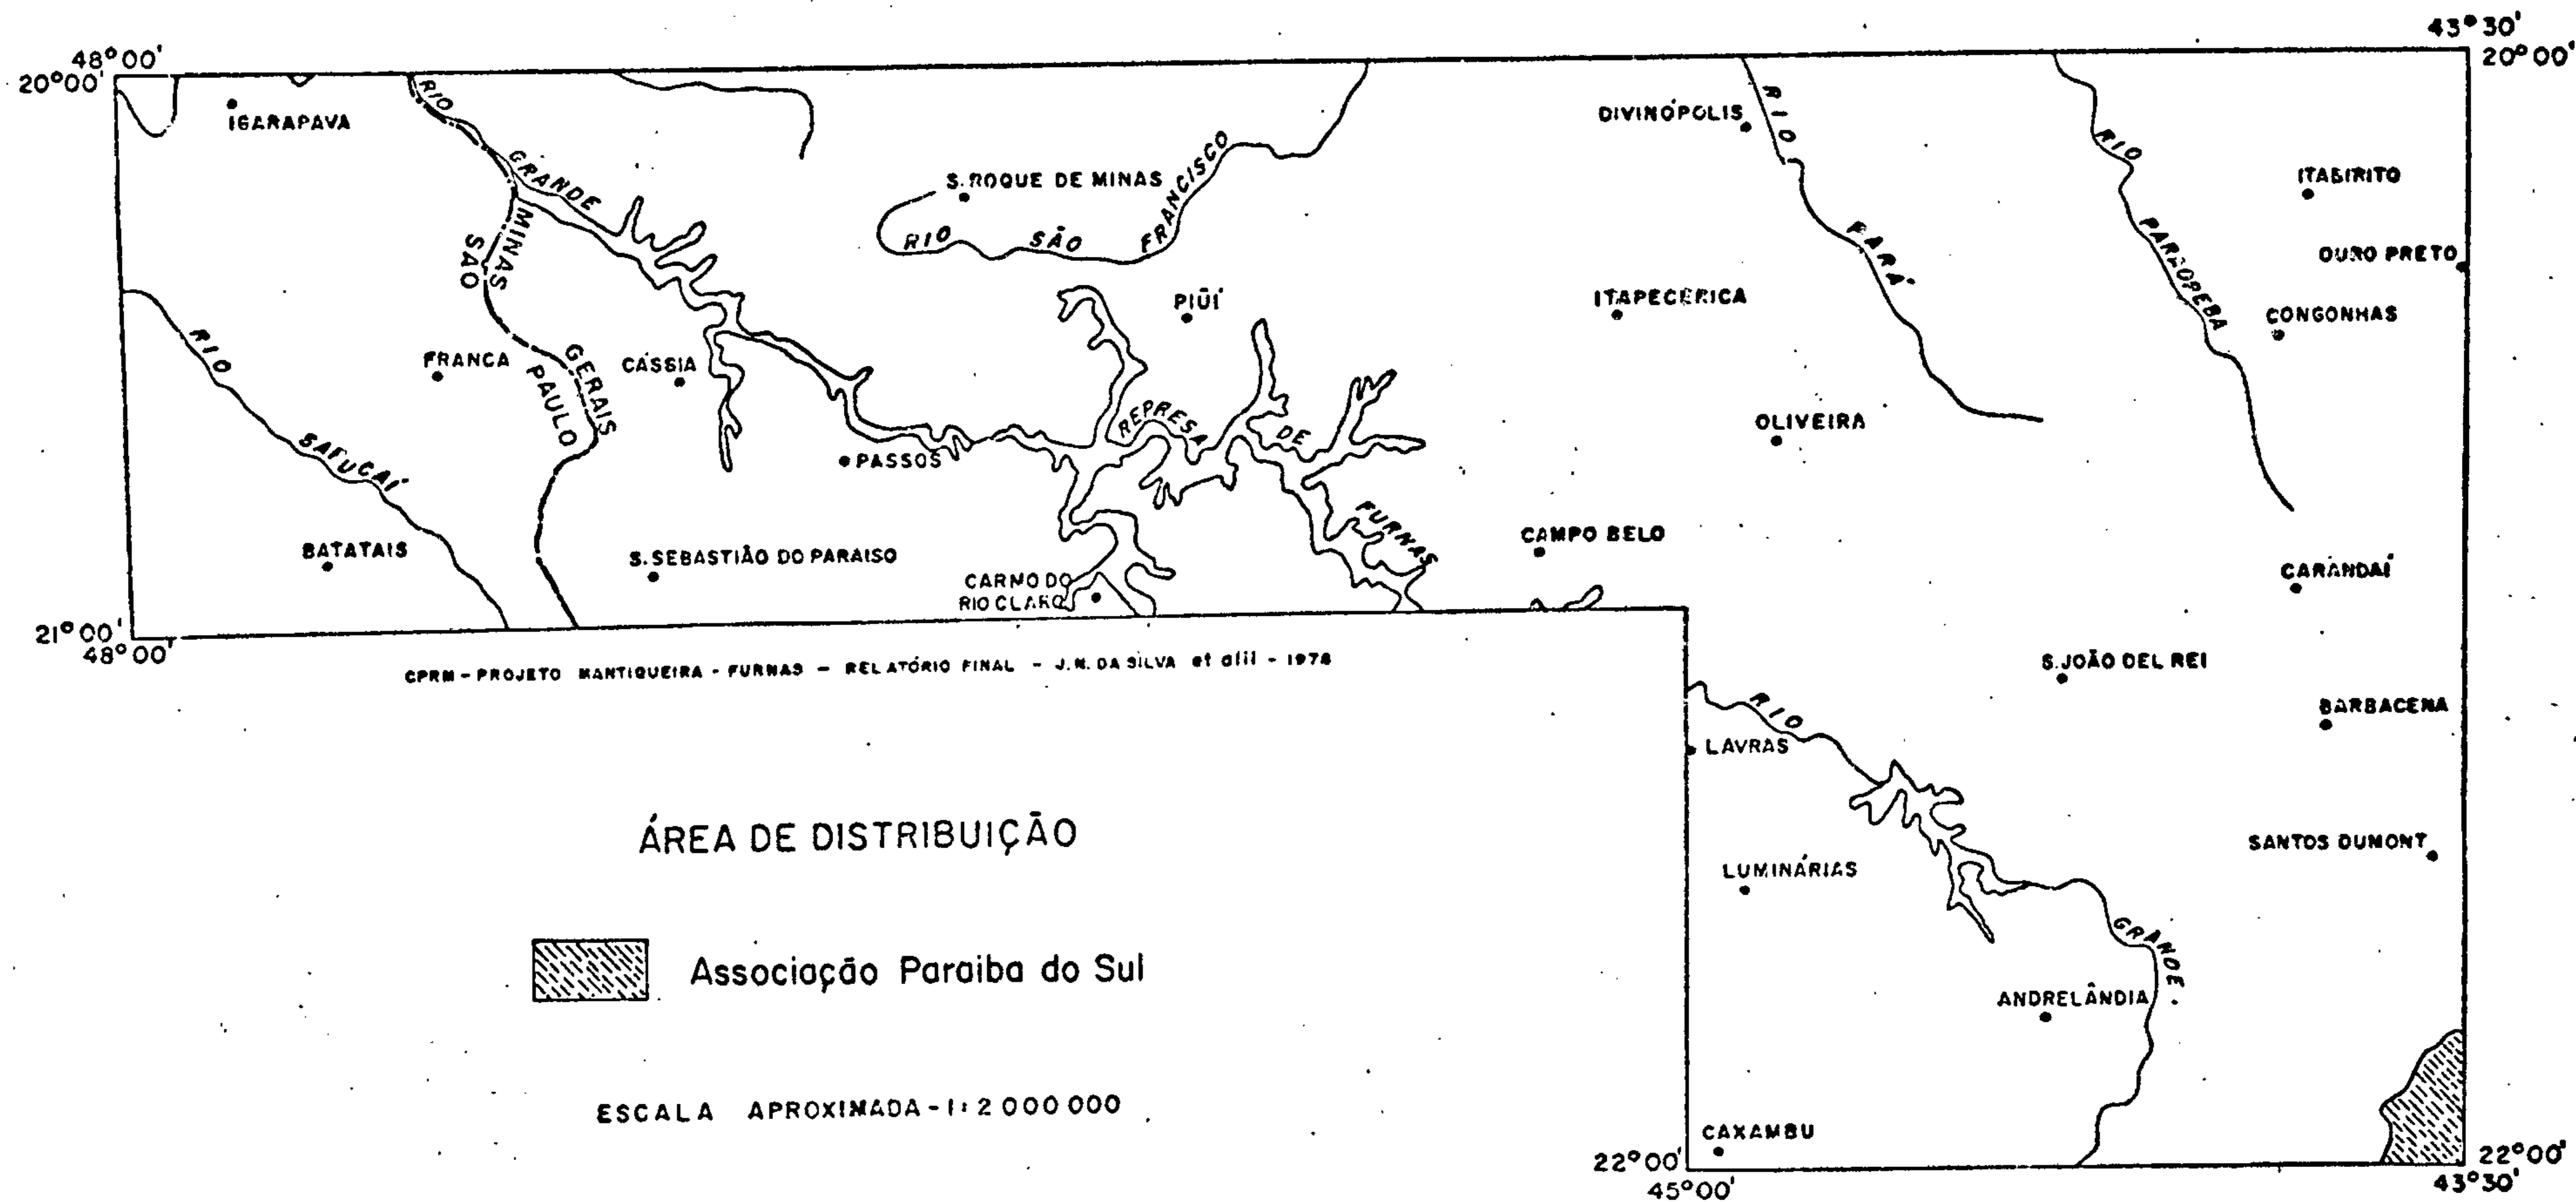 48°00'
43°30'
20°00'
20°00'
IGARAPAVA
RIO
GRANDE
MINAS
SÃO
GERAIS
PAULO
S. ROQUE DE MINAS
RIO SÃO FRANCISCO
DIVINÓPOLIS
RIO
PARÁ
RIO
PARAOPEBA
ITABIRITO
OURO PRETO
CONGONHAS
PIŨÍ
ITAPECERICA
RIO
SAPUCAÍ
FRANCA
CÁSSIA
PASSOS
REPRESA DE FURNAS
OLIVEIRA
BATATAIS
S. SEBASTIÃO DO PARAISO
CARMO DO
RIO CLARO
CAMPO BELO
CARANDAÍ
21°00'
48°00'
CPRM - PROJETO MANTIQUEIRA - FURNAS - RELATÓRIO FINAL - J.N. DA SILVA et alii - 1978
S. JOÃO DEL REI
BARBACENA
RIO
LAVRAS
SANTOS DUMONT
LUMINÁRIAS
GRANDE
ANDRELÂNDIA
ÁREA DE DISTRIBUIÇÃO
Associação Paraiba do Sul
ESCALA APROXIMADA - 1: 2 000 000
CAXAMBU
22°00'
45°00'
22°00'
43°30'